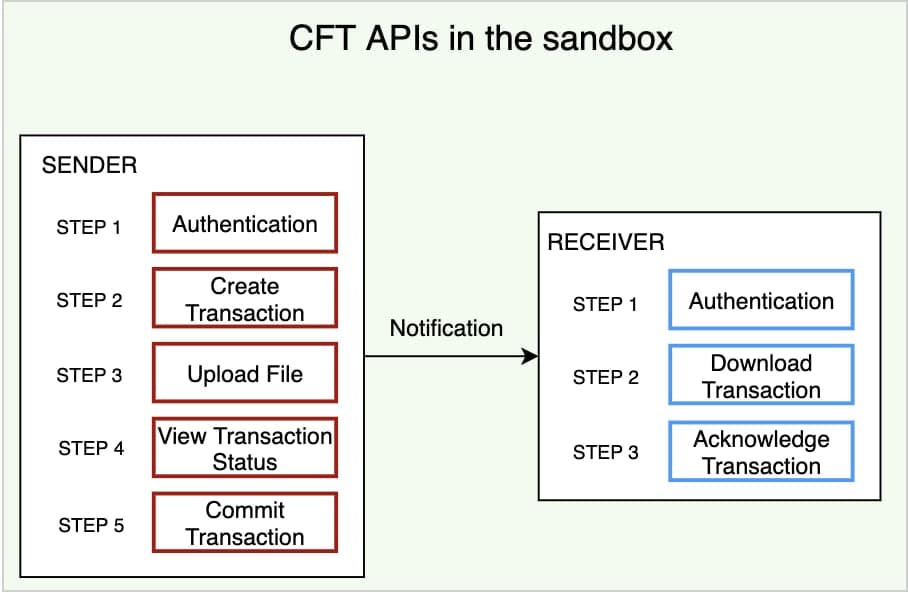 CFT APIs in the sandbox
SENDER
STEP 1
Authentication
STEP 2
Create
Transaction
STEP 3
Upload File
STEP 4
View Transaction
Status
STEP 5
Commit
Transaction
Notification
RECEIVER
STEP 1
Authentication
STEP 2
Download
Transaction
STEP 3
Acknowledge
Transaction